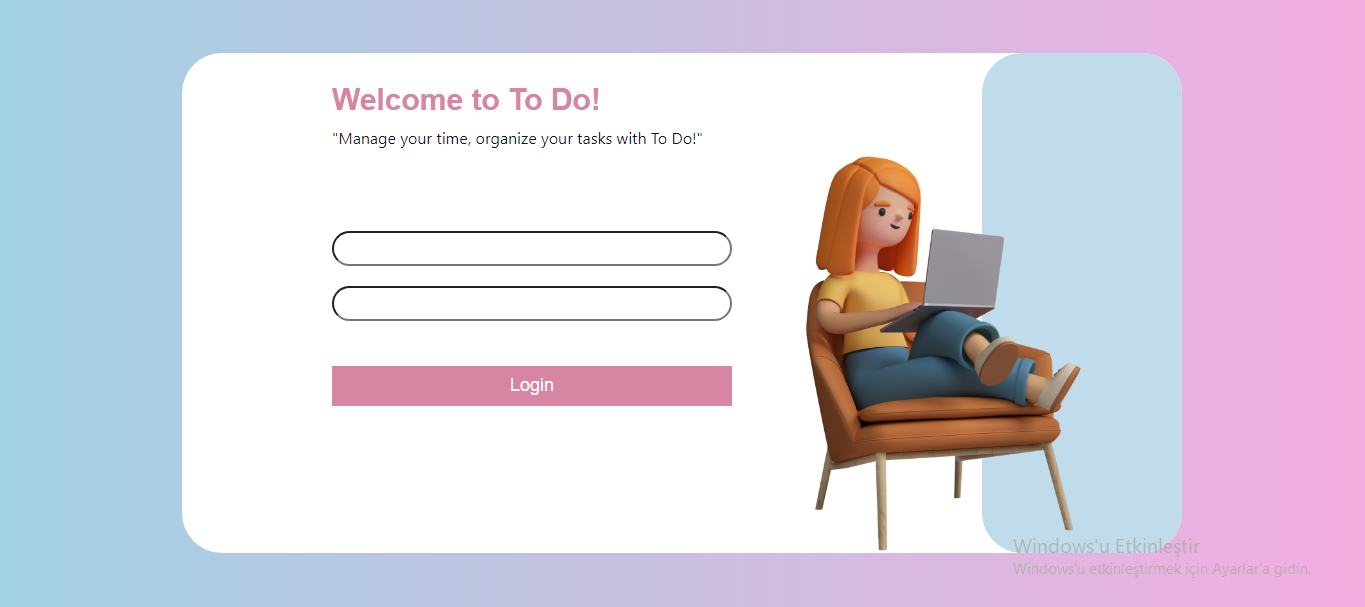 Welcome to To Do!
"Manage your time, organize your tasks with To Do!"
Login
Windows'u Etkinleştir
Windows'u etkinleştirmek için Ayarlar'a gidin.